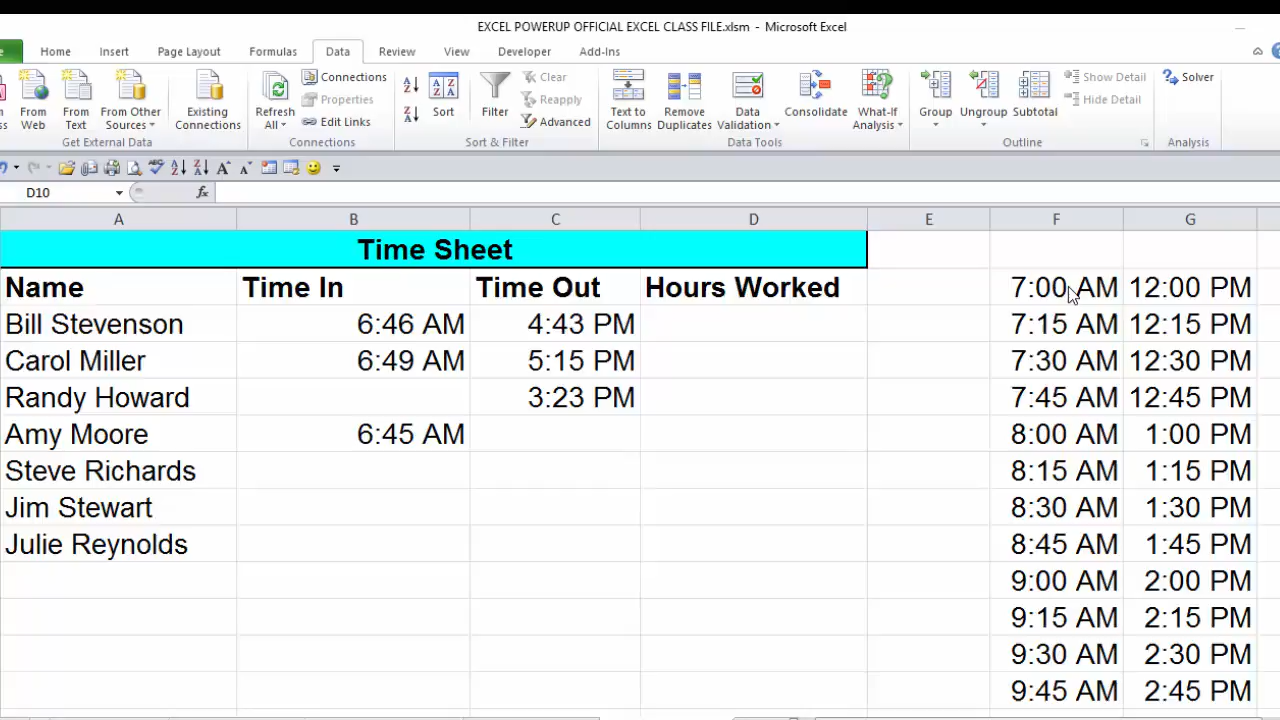 EXCEL POWERUP OFFICIAL EXCEL CLASS FILE.xlsm - Microsoft Excel
Home Insert Page Layout Formulas Data Review View Developer Add-Ins
From Web
From Text
From Other Sources
Existing Connections
Get External Data
Refresh All
Connections
Properties
Edit Links
Connections
Sort
Filter
Clear
Reapply
Advanced
Sort & Filter
Text to Columns
Remove Duplicates
Data Validation
Consolidate
What-If Analysis
Data Tools
Group
Ungroup
Subtotal
Show Detail
Hide Detail
Outline
Solver
Analysis
D10 fx
A B C D E F G
Time Sheet
Name Time In Time Out Hours Worked 7:00 AM 12:00 PM
Bill Stevenson 6:46 AM 4:43 PM 7:15 AM 12:15 PM
Carol Miller 6:49 AM 5:15 PM 7:30 AM 12:30 PM
Randy Howard 3:23 PM 7:45 AM 12:45 PM
Amy Moore 6:45 AM 8:00 AM 1:00 PM
Steve Richards 8:15 AM 1:15 PM
Jim Stewart 8:30 AM 1:30 PM
Julie Reynolds 8:45 AM 1:45 PM
9:00 AM 2:00 PM
9:15 AM 2:15 PM
9:30 AM 2:30 PM
9:45 AM 2:45 PM